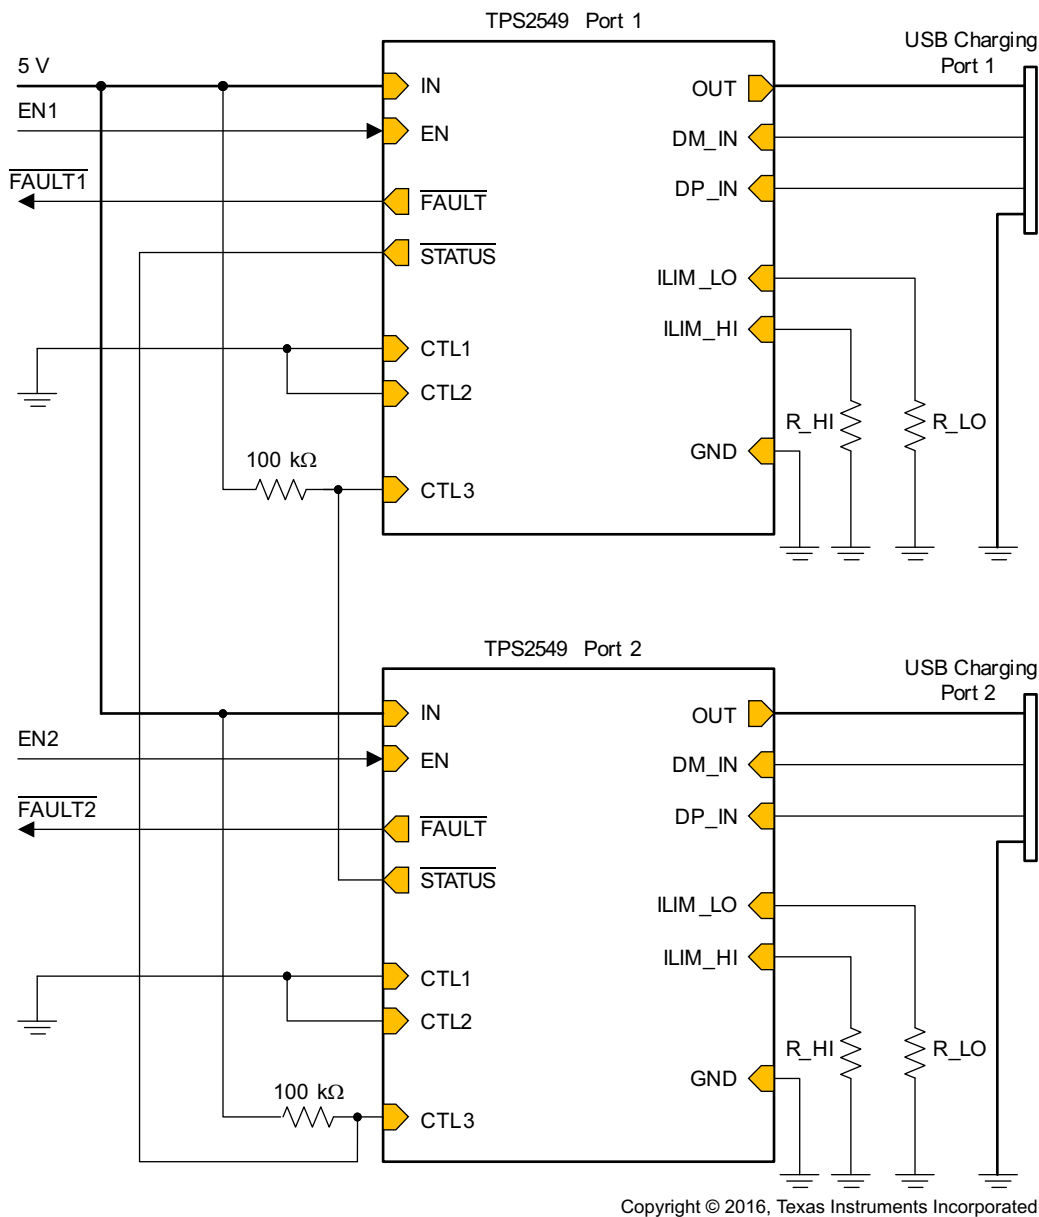 TPS2549 Port 1
USB Charging
Port 1
5 V
IN
OUT
EN1
EN
DM_IN
FAULT1
FAULT
DP_IN
STATUS
ILIM_LO
ILIM_HI
CTL1
CTL2
R_HI
R_LO
GND
100 kΩ
CTL3
TPS2549 Port 2
USB Charging
Port 2
IN
OUT
EN2
EN
DM_IN
FAULT2
FAULT
DP_IN
STATUS
ILIM_LO
ILIM_HI
CTL1
CTL2
R_HI
R_LO
GND
100 kΩ
CTL3
Copyright © 2016, Texas Instruments Incorporated